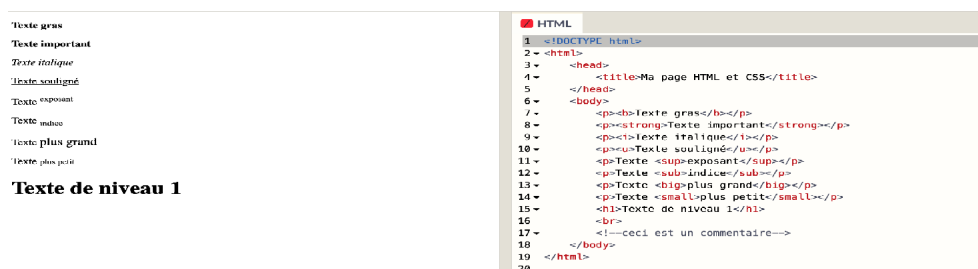 Texte gras
Texte important
Texte italique
Texte souligné
Texte exposant
Texte indice
Texte plus grand
Texte plus petit
Texte de niveau 1
HTML
1 <!DOCTYPE html>
2 <html>
3 <head>
4 <title>Ma page HTML et CSS</title>
5 </head>
6 <body>
7 <p><b>Texte gras</b></p>
8 <p><strong>Texte important</strong></p>
9 <p><i>Texte italique</i></p>
10 <p><u>Texte souligné</u></p>
11 <p>Texte <sup>exposant</sup></p>
12 <p>Texte <sub>indice</sub></p>
13 <p>Texte <big>plus grand</big></p>
14 <p>Texte <small>plus petit</small></p>
15 <h1>Texte de niveau 1</h1>
16 <br>
17 <!--ceci est un commentaire-->
18 </body>
19 </html>
20